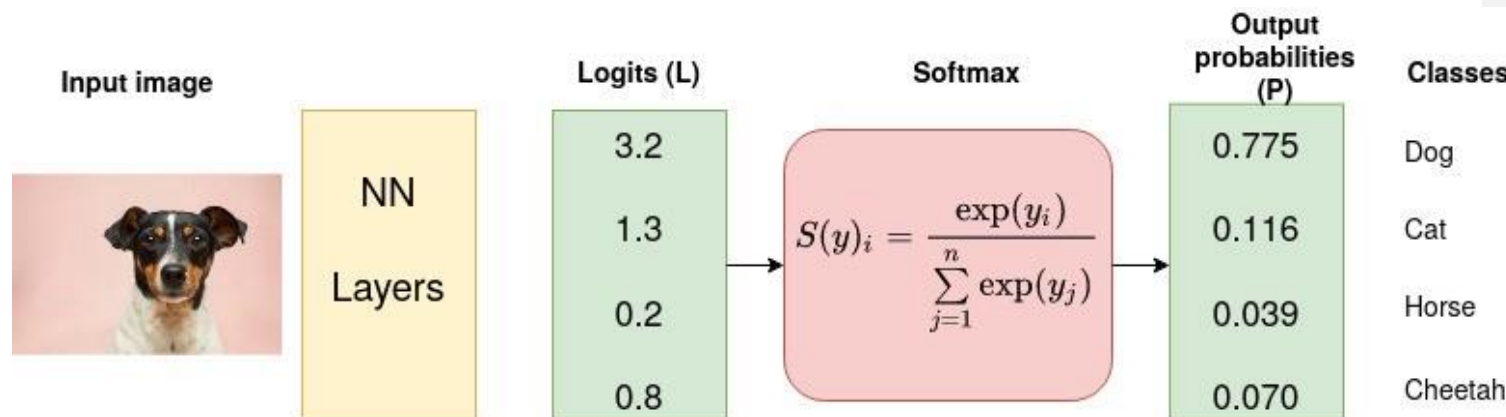 Input image
Logits (L)
Softmax
Output
probabilities
(P)
Classes
NN
Layers
3.2
1.3
0.2
0.8
S(y)_i = exp(y_i) / \sum_{j=1}^{n} exp(y_j)
0.775
0.116
0.039
0.070
Dog
Cat
Horse
Cheetah